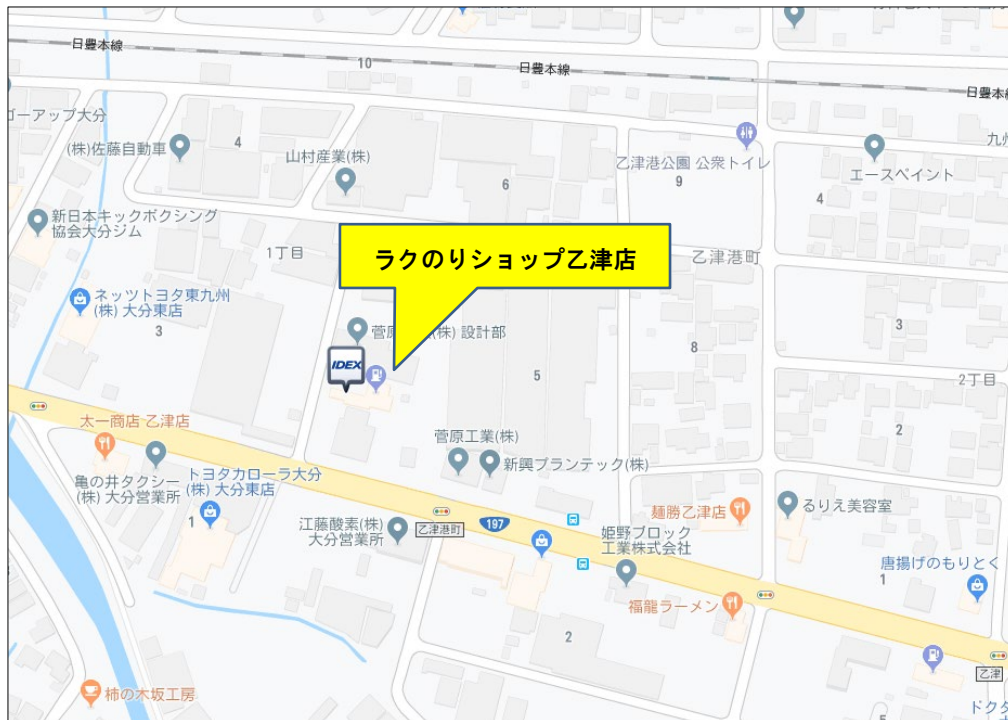 日豊本線
10
日豊本線
日豊本線
ゴーアップ大分
(株)佐藤自動車
4
山村産業(株)
6
乙津港公園 公衆トイレ
9
エースペイント
4
九州
新日本キックボクシング
協会大分ジム
1丁目
ラクのりショップ乙津店
乙津港町
ネッツトヨタ東九州
(株) 大分東店
3
菅原
(株) 設計部
IDEX
5
8
3
2丁目
2
太一商店 乙津店
亀の井タクシー
(株) 大分営業所
トヨタカローラ大分
(株) 大分東店
1
菅原工業(株)
新興プランテック(株)
江藤酸素(株)
大分営業所
乙津港町
197
姫野ブロック
工業株式会社
麺勝乙津店
るりえ美容室
唐揚げのもりとく
1
福龍ラーメン
2
乙津
柿の木坂工房
ドクタ
5